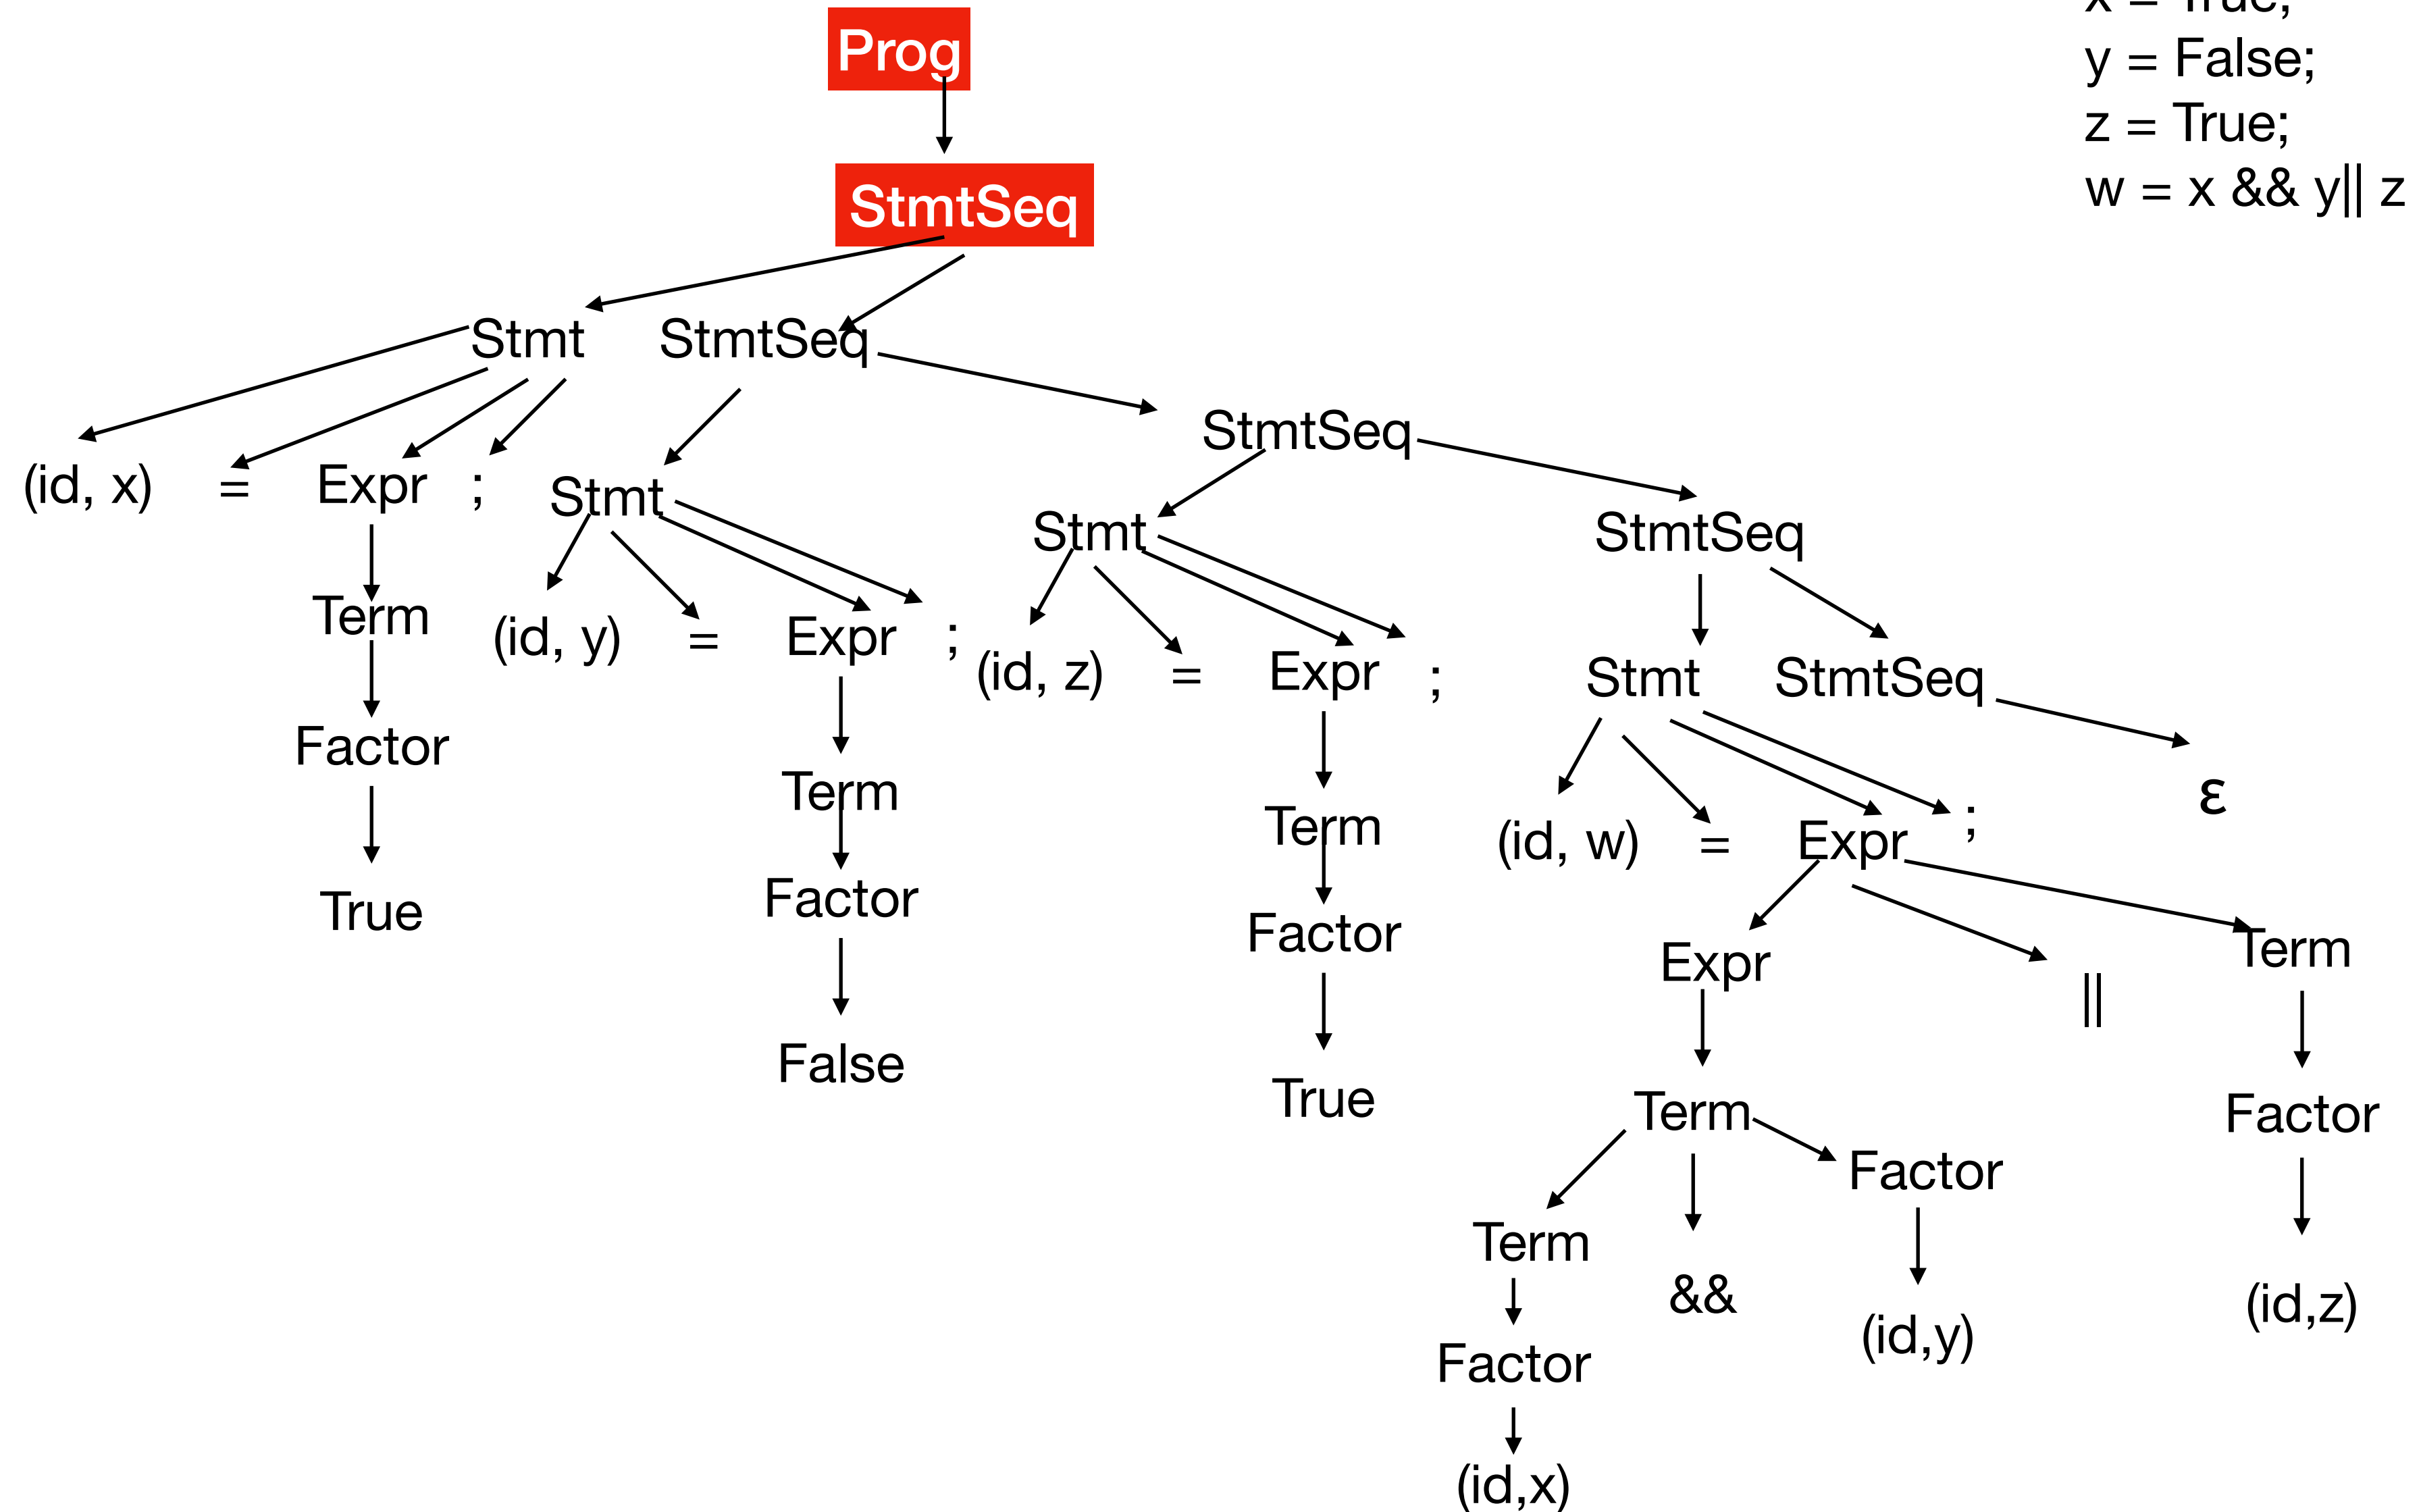 Prog
x = True;
y = False;
z = True;
w = x && y|| z
StmtSeq
Stmt StmtSeq
StmtSeq
(id, x) = Expr ; Stmt
Stmt StmtSeq
Term (id, y) = Expr ; (id, z) = Expr ; Stmt StmtSeq
Factor Term Term (id, w) = Expr ; ε
True Factor Factor Expr || Term
False True Term Factor Factor
Term && (id,y) (id,z)
Factor
(id,x)